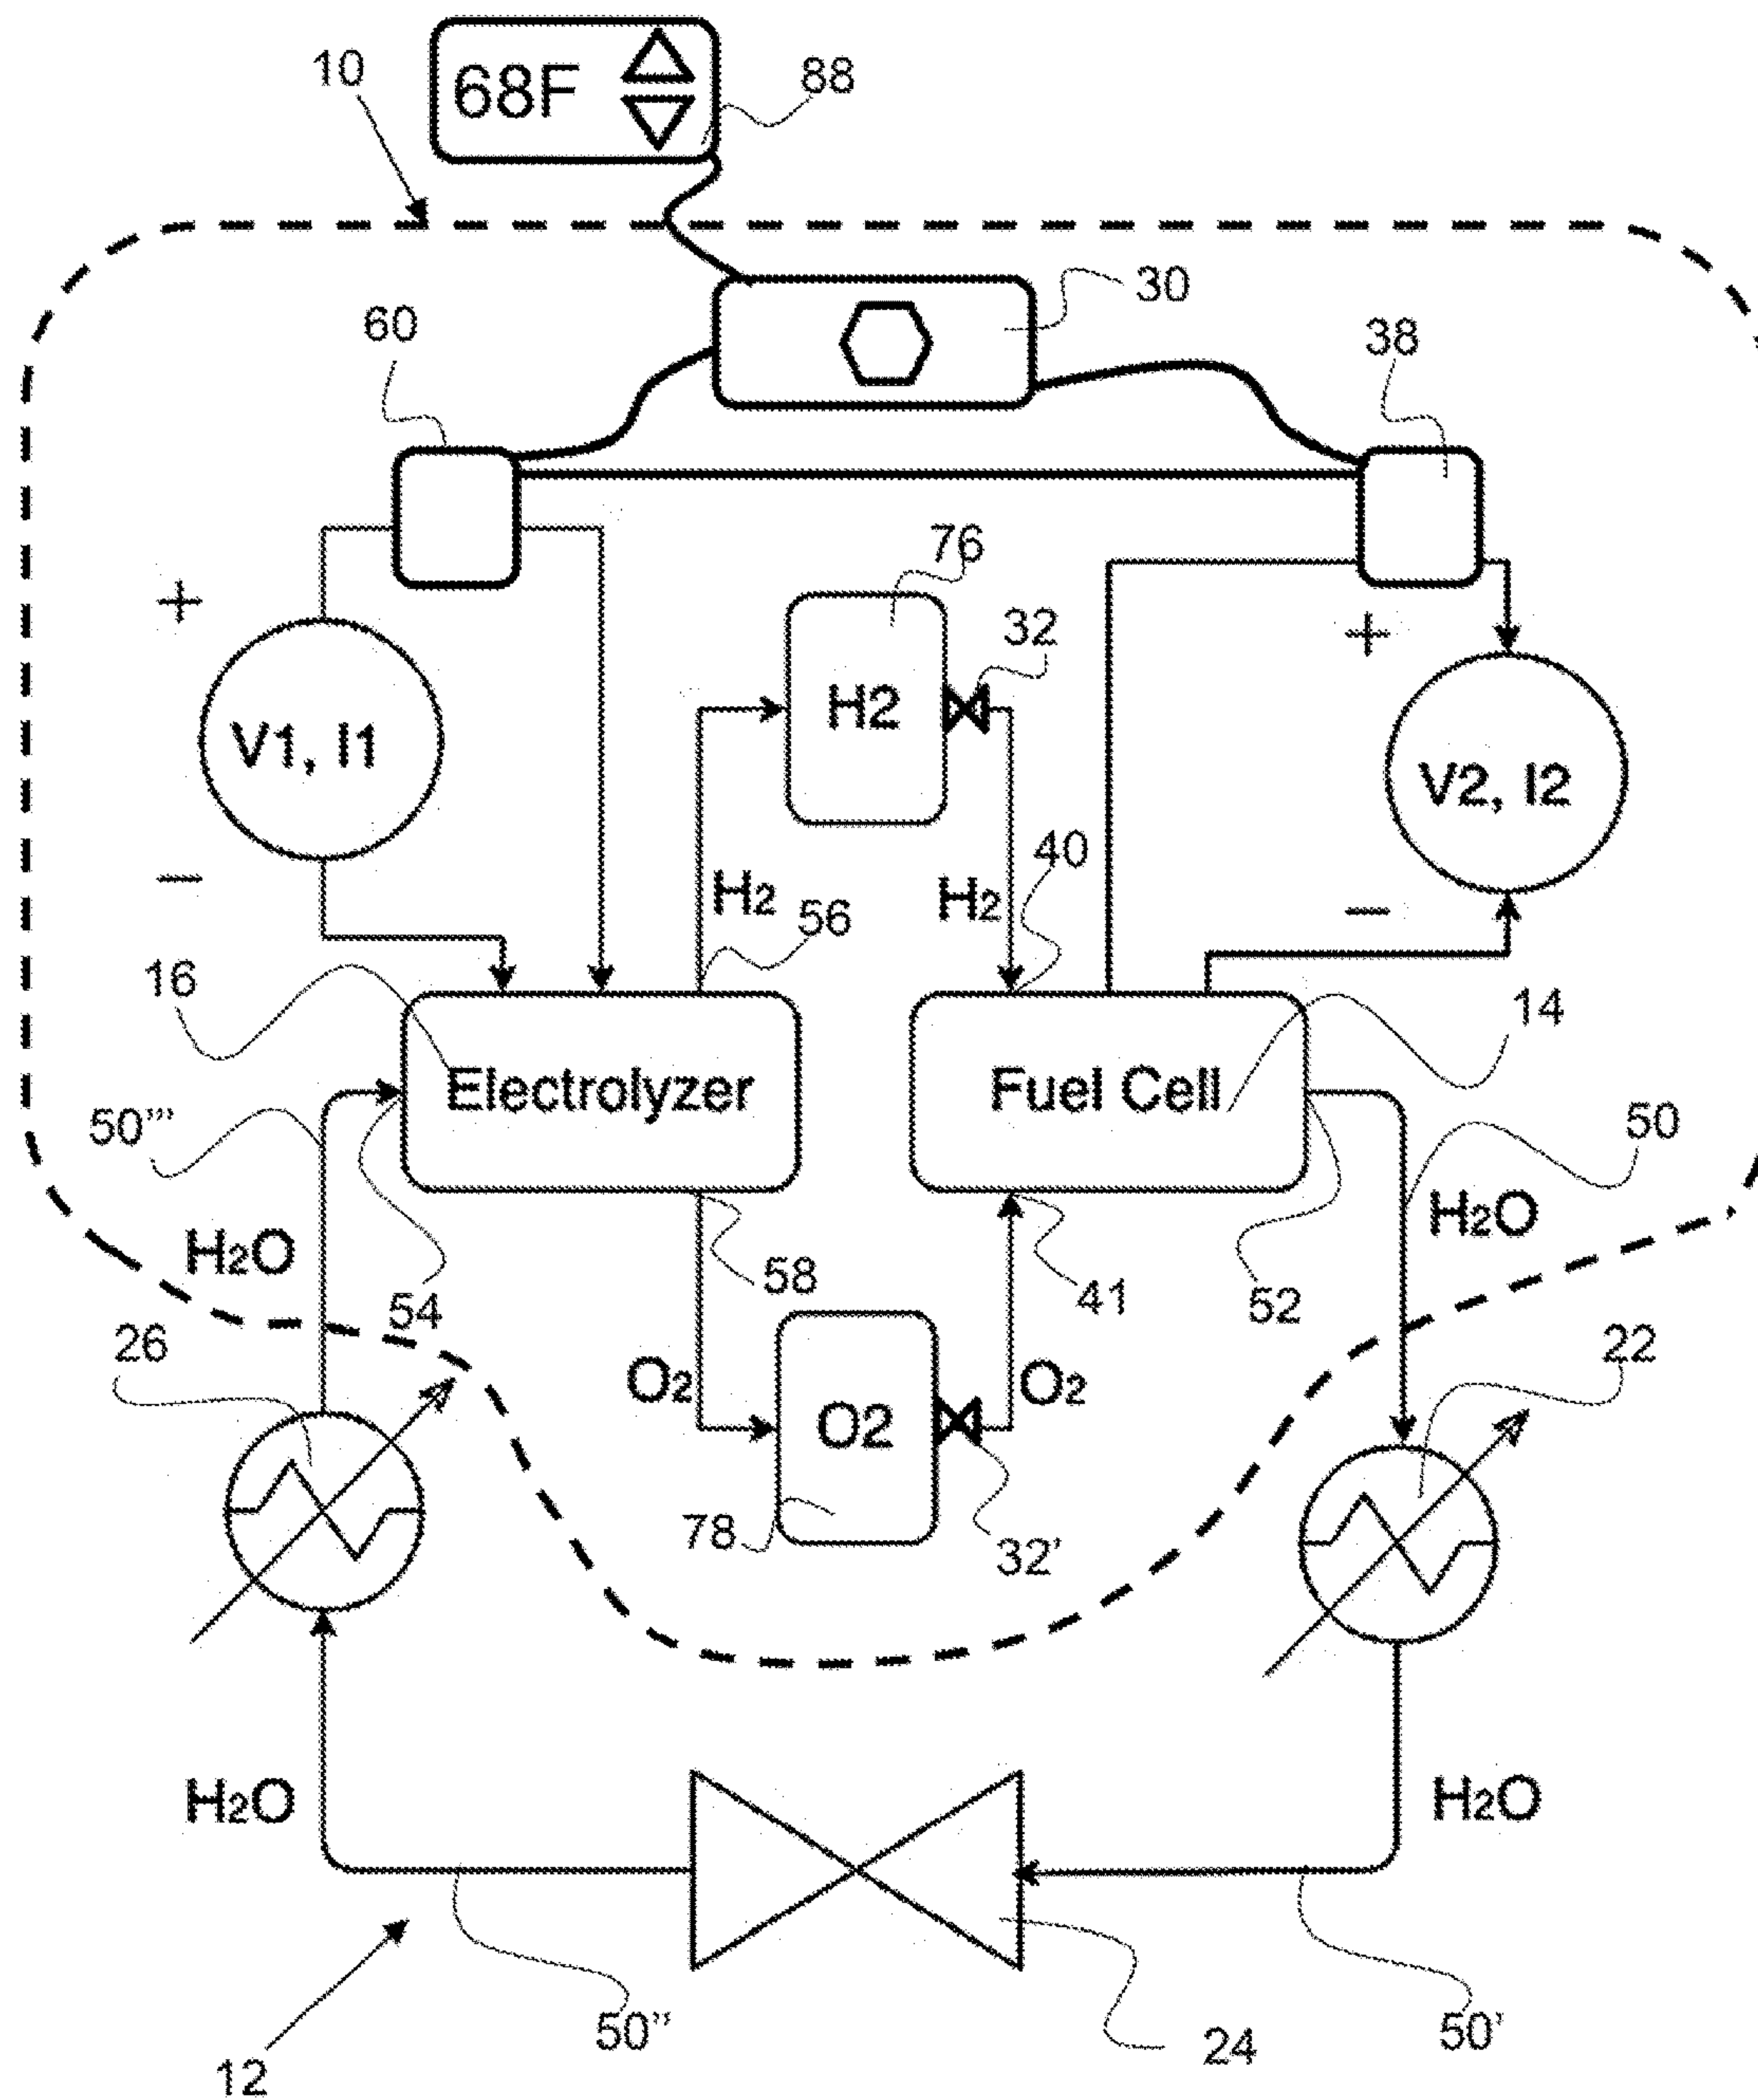 10
68F
88
30
60
38
76
+
32
+
H2
V1, I1
V2, I2
40
−
H2
56
H2
−
16
14
Electrolyzer
Fuel Cell
50'''
50
H2O
H2O
54
58
41
52
26
22
O2
O2
O2
78
32'
H2O
H2O
50''
24
50'
12